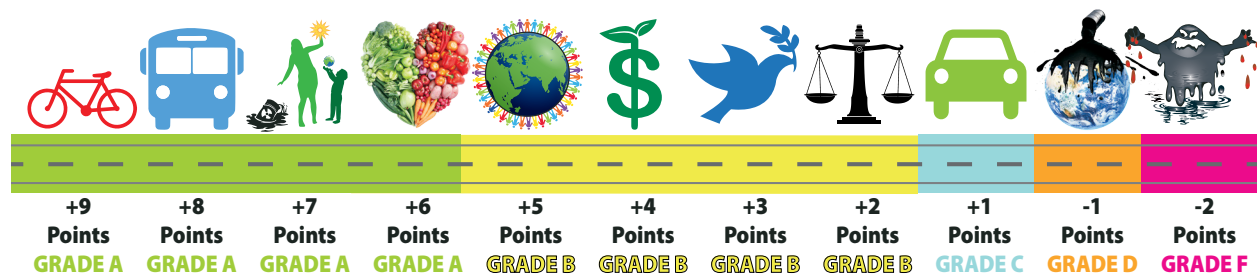 +9 +8 +7 +6 +5 +4 +3 +2 +1 -1 -2
Points Points Points Points Points Points Points Points Points Points Points
GRADE A GRADE A GRADE A GRADE A GRADE B GRADE B GRADE B GRADE B GRADE C GRADE D GRADE F